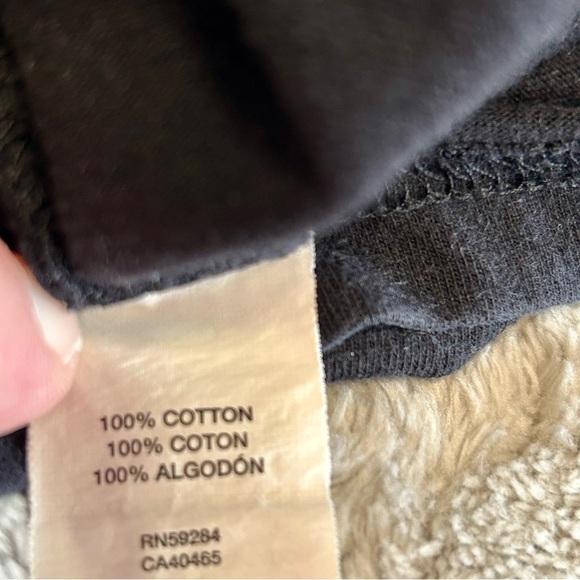 100% COTTON
100% COTON
100% ALGODÓN
RN59284
CA40465